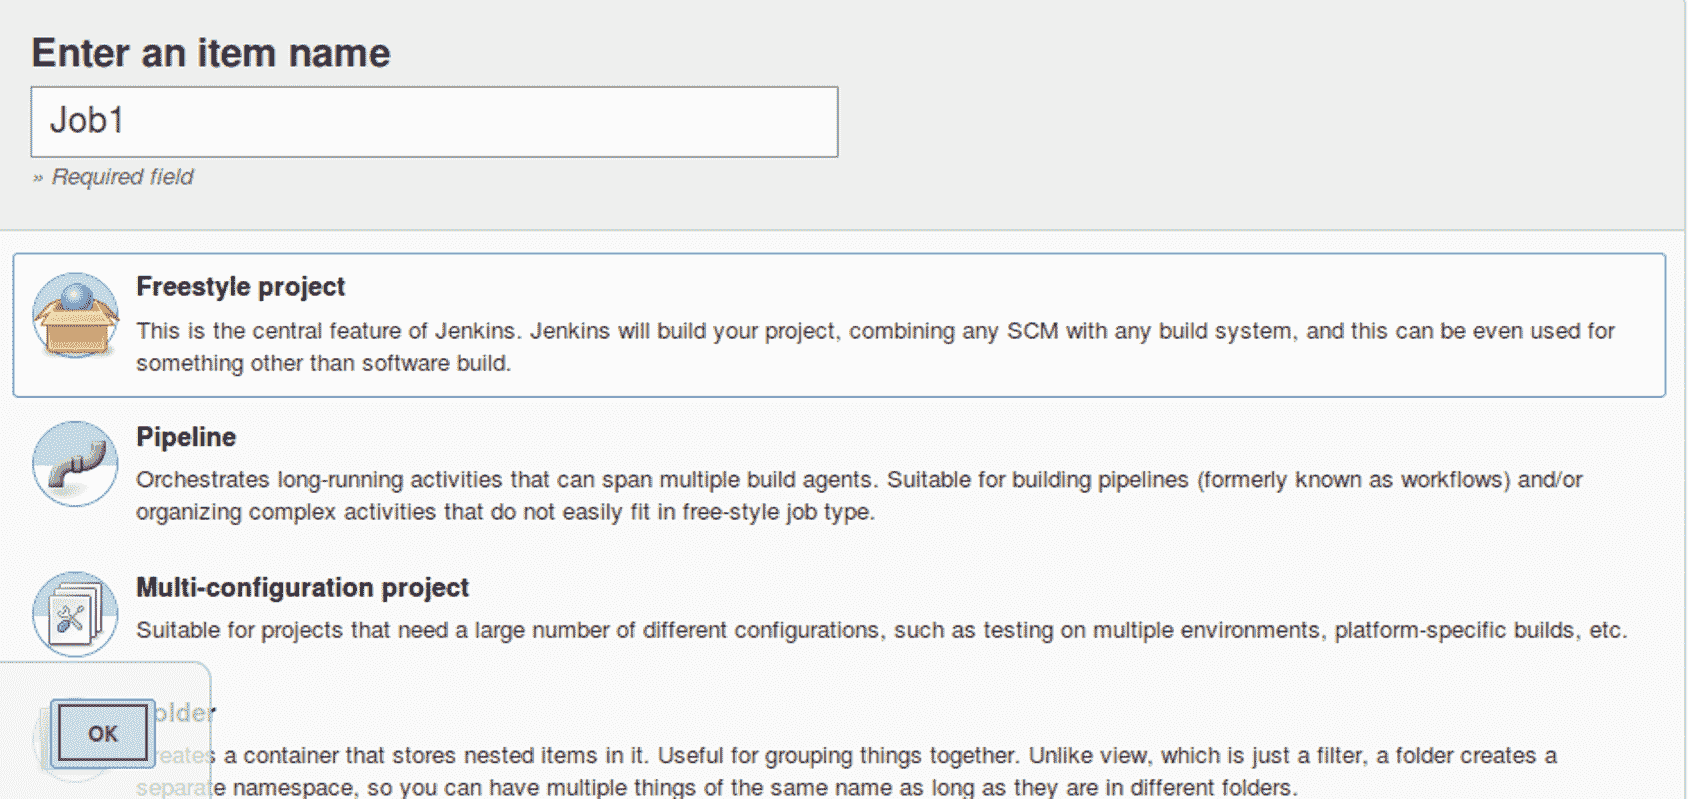 Enter an item name
Job1
» Required field
Freestyle project
This is the central feature of Jenkins. Jenkins will build your project, combining any SCM with any build system, and this can be even used for
something other than software build.
Pipeline
Orchestrates long-running activities that can span multiple build agents. Suitable for building pipelines (formerly known as workflows) and/or
organizing complex activities that do not easily fit in free-style job type.
Multi-configuration project
Suitable for projects that need a large number of different configurations, such as testing on multiple environments, platform-specific builds, etc.
older
OK
reates a container that stores nested items in it. Useful for grouping things together. Unlike view, which is just a filter, a folder creates a
separate namespace, so you can have multiple things of the same name as long as they are in different folders.